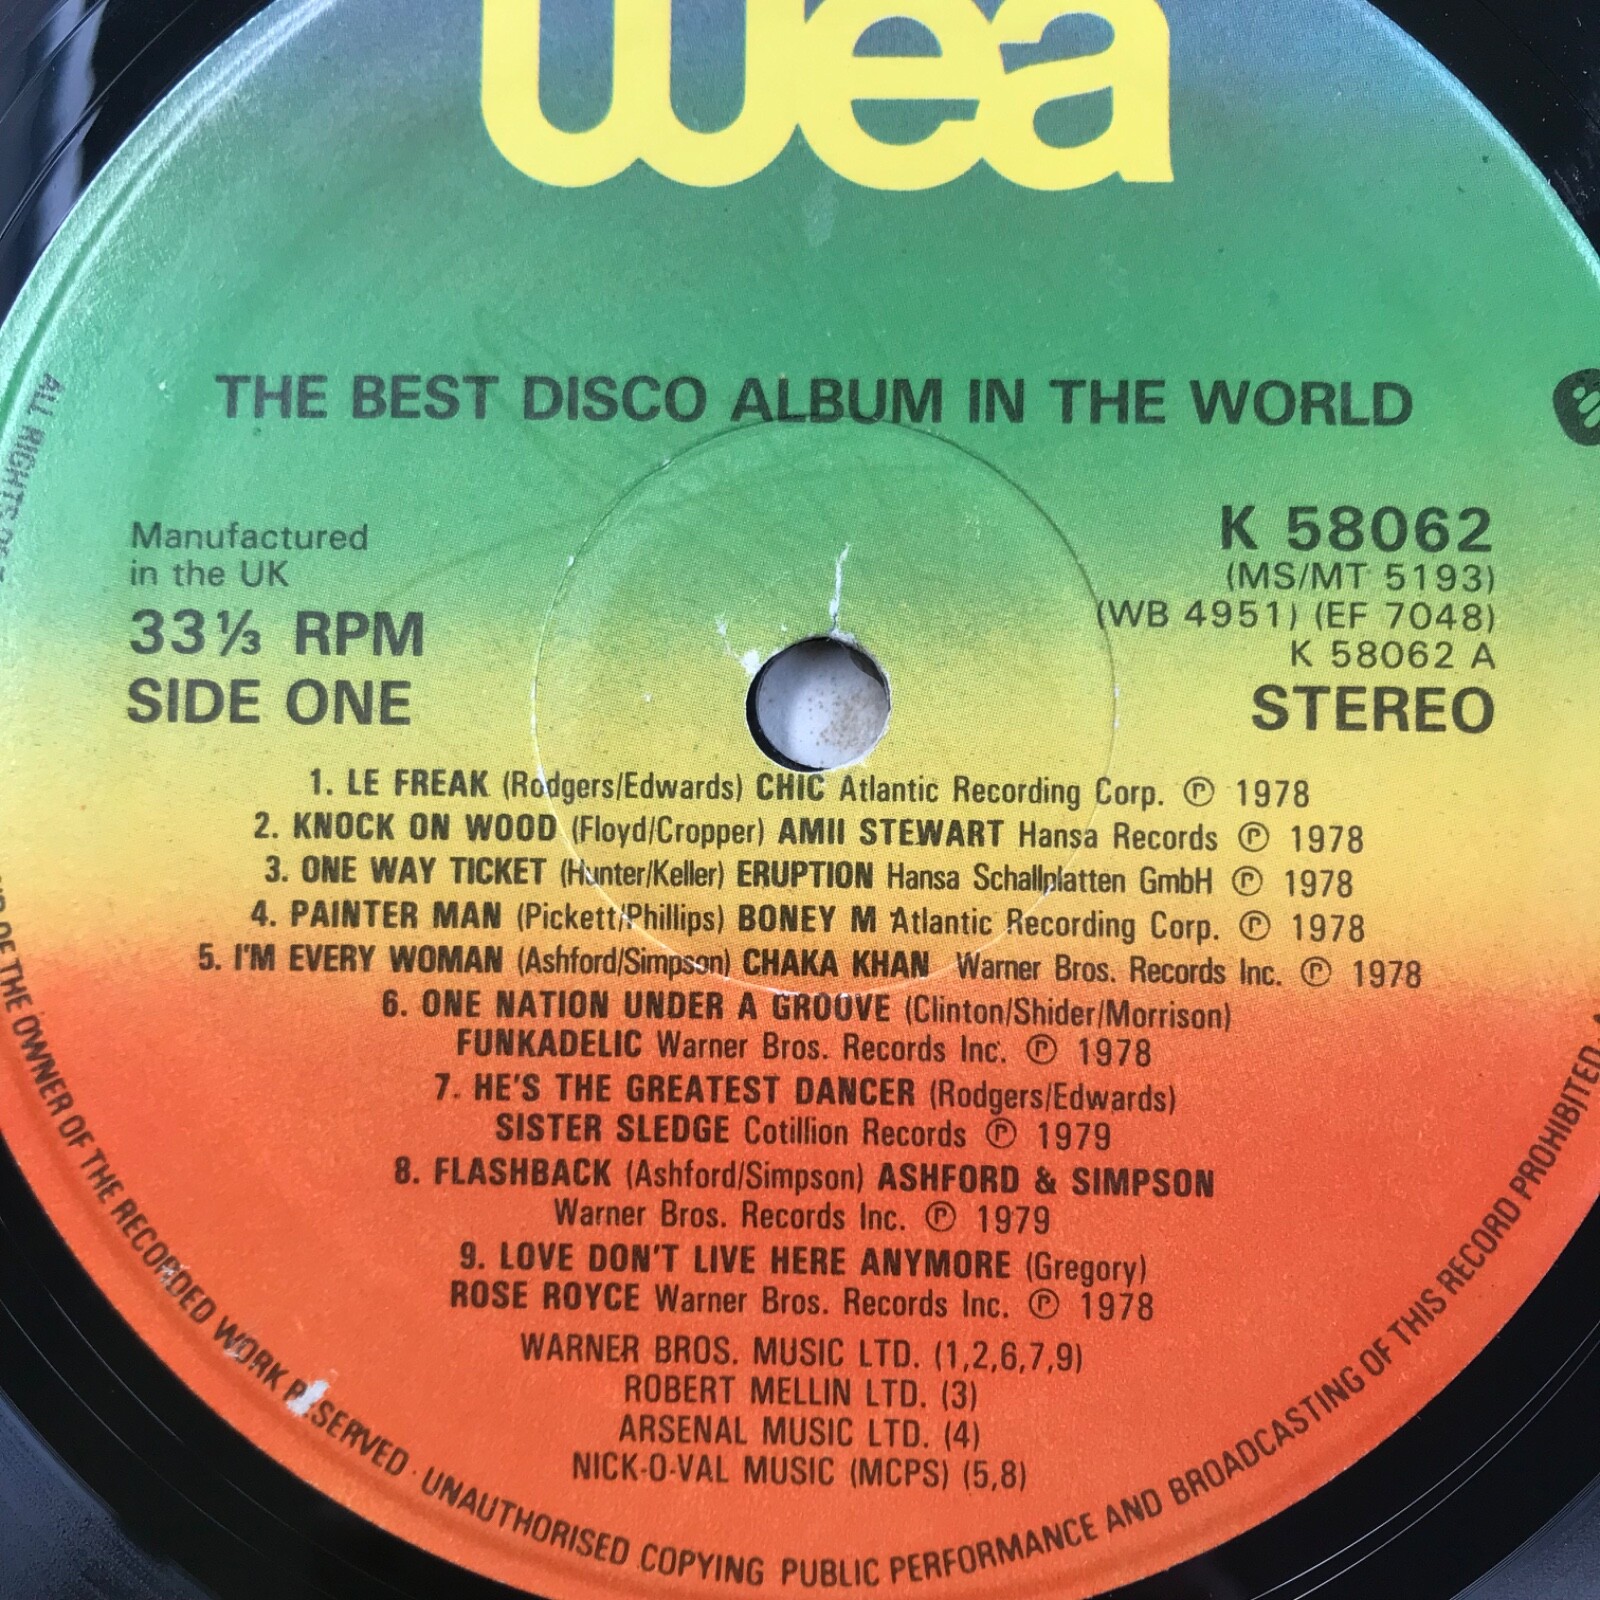 wea
THE BEST DISCO ALBUM IN THE WORLD
Manufactured
in the UK
33⅓ RPM
SIDE ONE
K 58062
(MS/MT 5193)
(WB 4951) (EF 7048)
K 58062 A
STEREO
1. LE FREAK (Rodgers/Edwards) CHIC Atlantic Recording Corp. ℗ 1978
2. KNOCK ON WOOD (Floyd/Cropper) AMII STEWART Hansa Records ℗ 1978
3. ONE WAY TICKET (Hunter/Keller) ERUPTION Hansa Schallplatten GmbH ℗ 1978
4. PAINTER MAN (Pickett/Phillips) BONEY M Atlantic Recording Corp. ℗ 1978
5. I'M EVERY WOMAN (Ashford/Simpson) CHAKA KHAN Warner Bros. Records Inc. ℗ 1978
6. ONE NATION UNDER A GROOVE (Clinton/Shider/Morrison)
FUNKADELIC Warner Bros. Records Inc. ℗ 1978
7. HE'S THE GREATEST DANCER (Rodgers/Edwards)
SISTER SLEDGE Cotillion Records ℗ 1979
8. FLASHBACK (Ashford/Simpson) ASHFORD & SIMPSON
Warner Bros. Records Inc. ℗ 1979
9. LOVE DON'T LIVE HERE ANYMORE (Gregory)
ROSE ROYCE Warner Bros. Records Inc. ℗ 1978
WARNER BROS. MUSIC LTD. (1,2,6,7,9)
ROBERT MELLIN LTD. (3)
ARSENAL MUSIC LTD. (4)
NICK-O-VAL MUSIC (MCPS) (5,8)
ALL RIGHTS OF THE OWNER OF THE RECORDED WORK RESERVED · UNAUTHORISED COPYING PUBLIC PERFORMANCE AND BROADCASTING OF THIS RECORD PROHIBITED